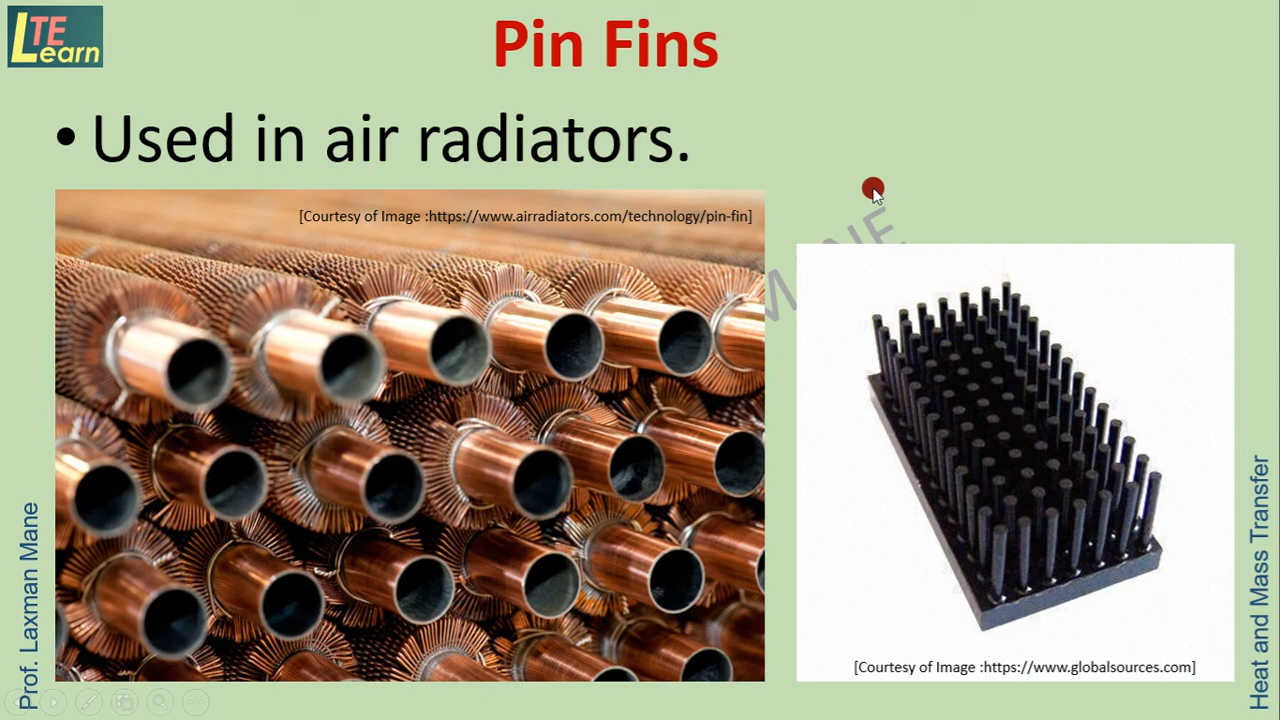 LTE
Learn
Pin Fins
• Used in air radiators.
[Courtesy of Image :https://www.airradiators.com/technology/pin-fin]
[Courtesy of Image :https://www.globalsources.com]
Prof. Laxman Mane
Heat and Mass Transfer